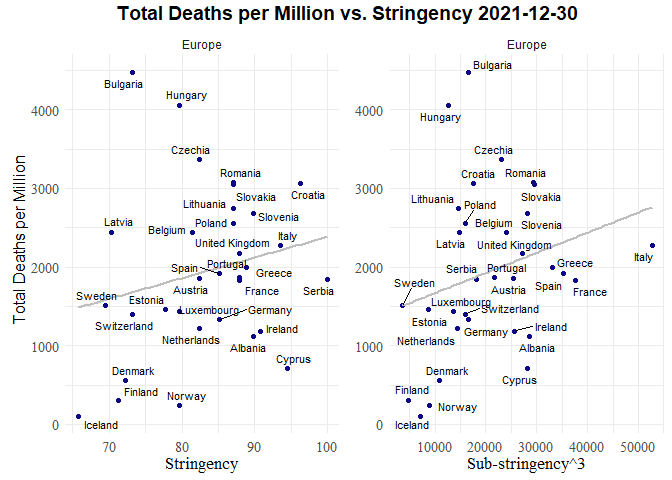 Total Deaths per Million vs. Stringency 2021-12-30
Europe
Total Deaths per Million
4000
3000
2000
1000
0
Bulgaria
Hungary
Czechia
Romania
Croatia
Lithuania
Slovakia
Latvia
Belgium
Poland
Slovenia
United Kingdom
Italy
Spain
Portugal
Greece
Austria
France
Serbia
Sweden
Estonia
Luxembourg
Germany
Switzerland
Netherlands
Ireland
Albania
Cyprus
Denmark
Finland
Norway
Iceland
70
80
90
100
Stringency
Europe
4000
3000
2000
1000
0
Bulgaria
Hungary
Czechia
Croatia
Romania
Lithuania
Poland
Slovakia
Slovenia
Latvia
Belgium
United Kingdom
Italy
Serbia
Portugal
Greece
Sweden
Austria
Spain
France
Luxembourg
Switzerland
Estonia
Germany
Ireland
Netherlands
Albania
Cyprus
Denmark
Finland
Norway
Iceland
10000
20000
30000
40000
50000
Sub-stringency^3